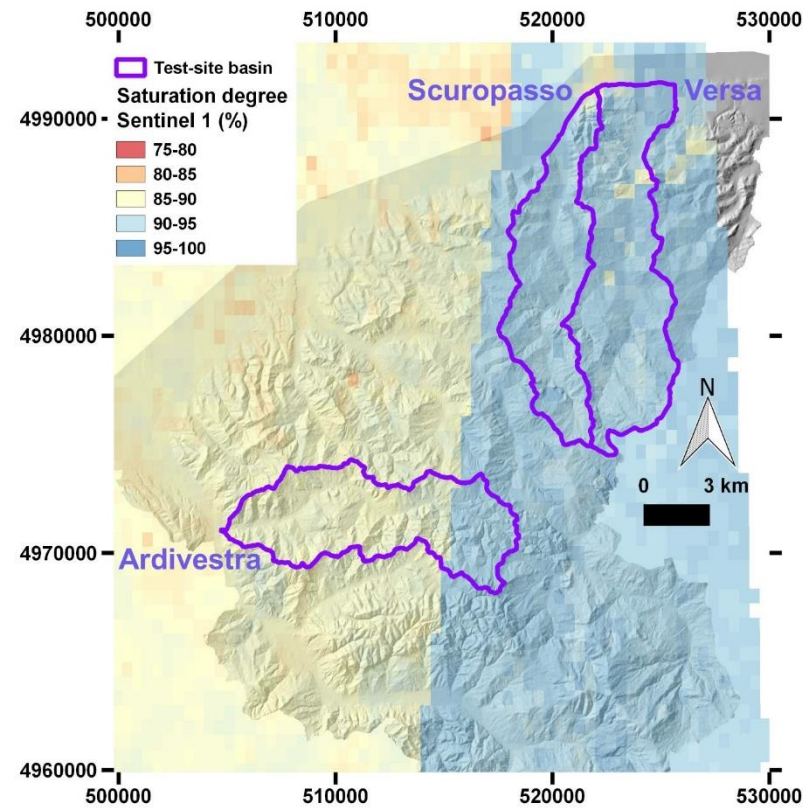 500000 510000 520000 530000
Test-site basin
Saturation degree
Sentinel 1 (%)
75-80
80-85
85-90
90-95
95-100
Scuropasso Versa
4990000
4980000
N
0 3 km
4970000
Ardivestra
4960000
500000 510000 520000 530000